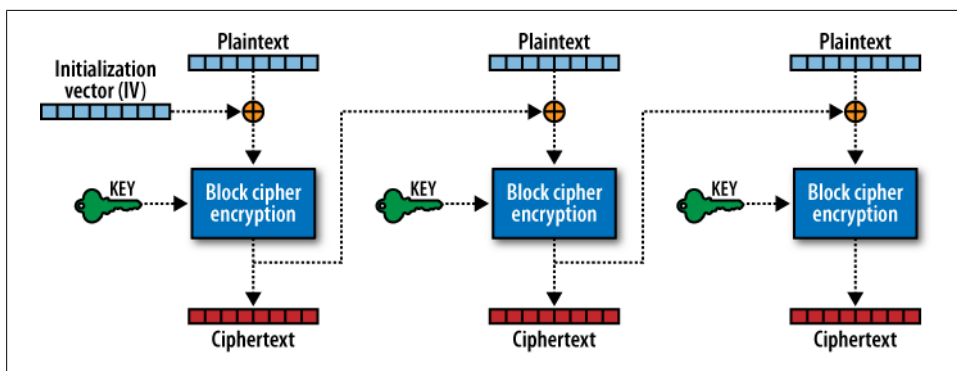 Plaintext
Plaintext
Plaintext
Initialization
vector (IV)
KEY
Block cipher
encryption
KEY
Block cipher
encryption
KEY
Block cipher
encryption
Ciphertext
Ciphertext
Ciphertext